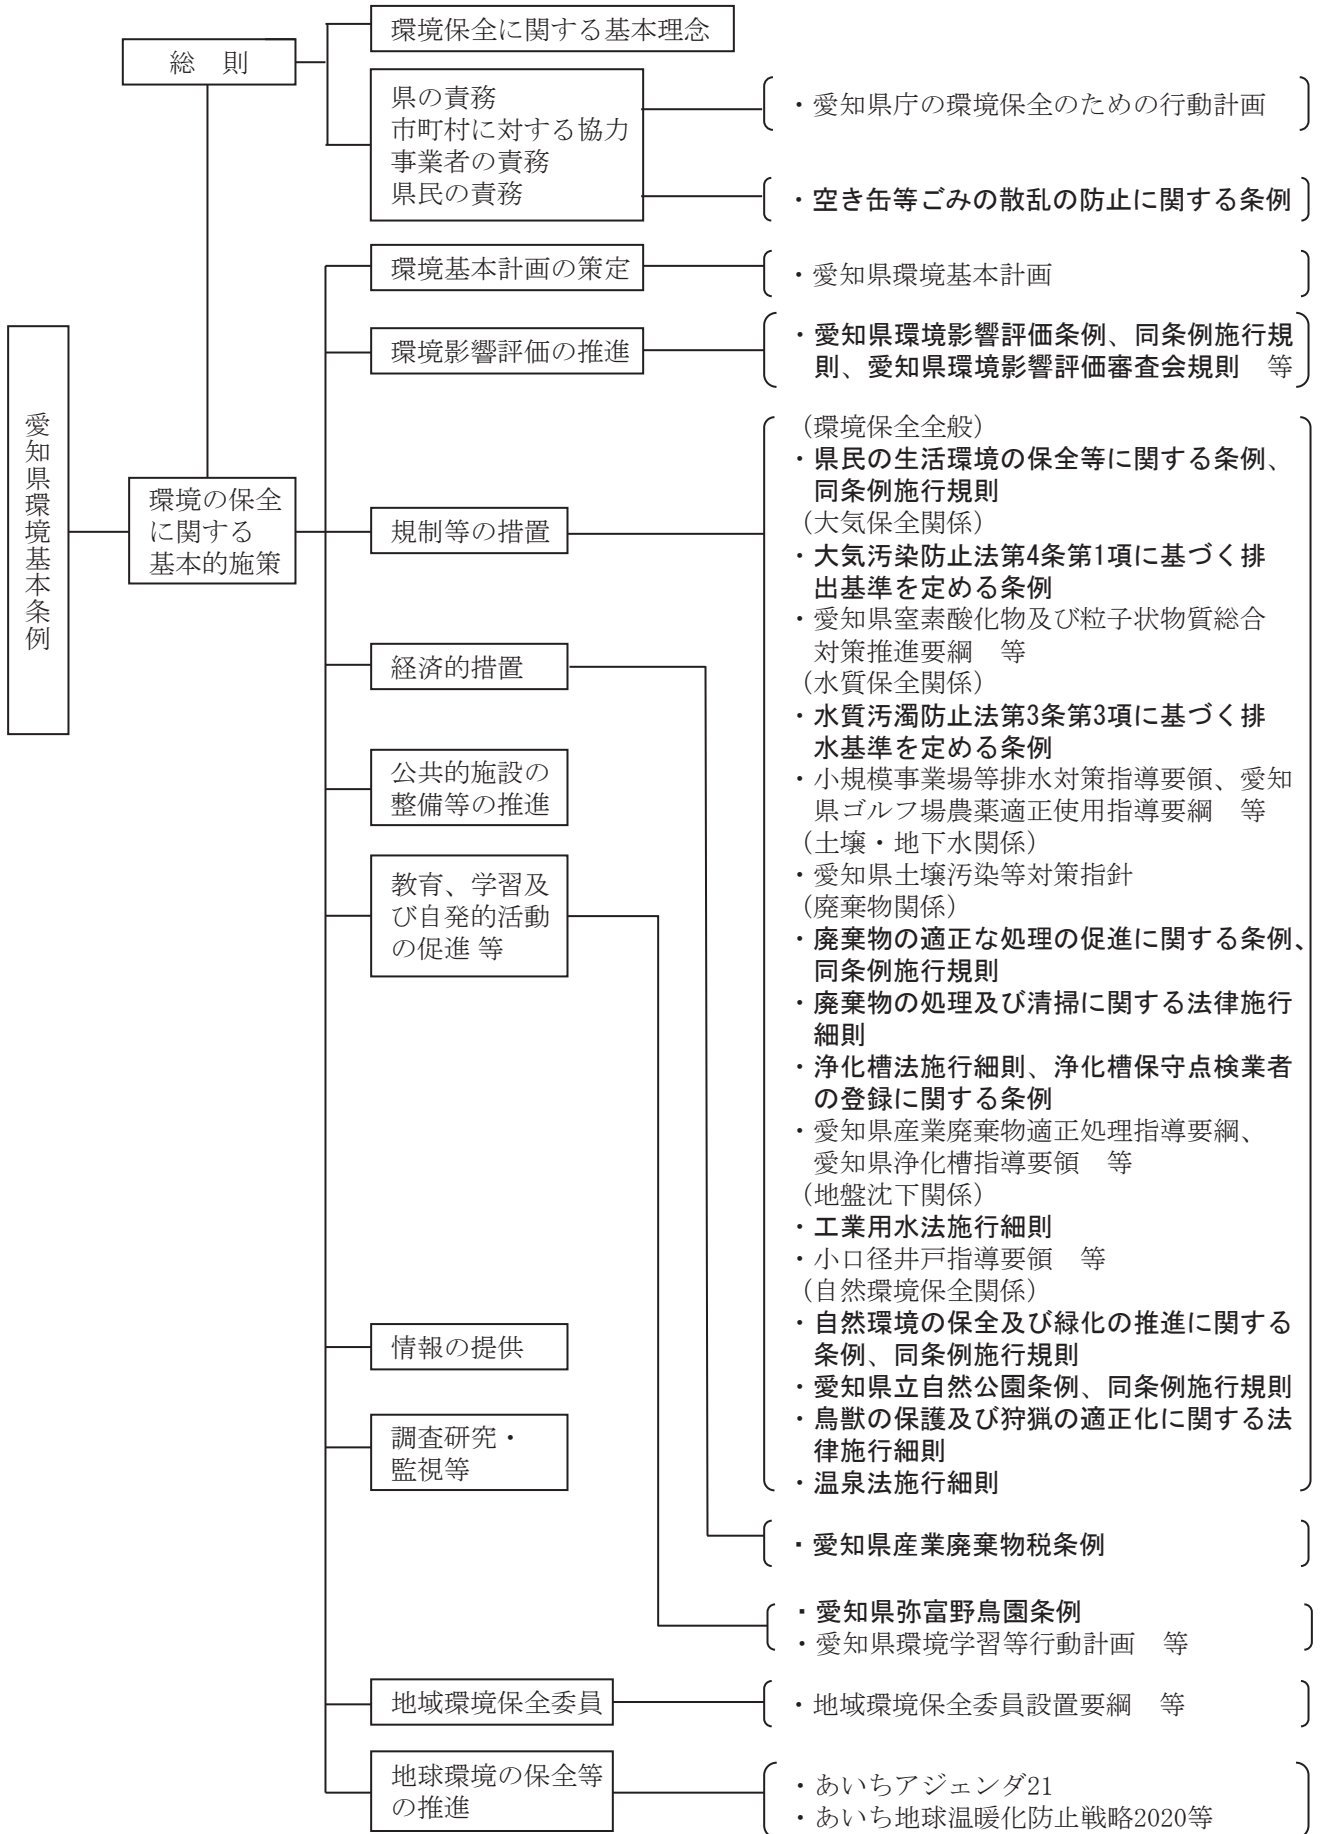 環境保全に関する基本理念
総　則
県の責務
市町村に対する協力
事業者の責務
県民の責務
・愛知県庁の環境保全のための行動計画
・空き缶等ごみの散乱の防止に関する条例
環境基本計画の策定
・愛知県環境基本計画
環境影響評価の推進
・愛知県環境影響評価条例、同条例施行規
則、愛知県環境影響評価審査会規則　等
愛知県環境基本条例
環境の保全
に関する
基本的施策
規制等の措置
(環境保全全般)
・県民の生活環境の保全等に関する条例、
同条例施行規則
(大気保全関係)
・大気汚染防止法第4条第1項に基づく排
出基準を定める条例
・愛知県窒素酸化物及び粒子状物質総合
対策推進要綱　等
(水質保全関係)
・水質汚濁防止法第3条第3項に基づく排
水基準を定める条例
・小規模事業場等排水対策指導要領、愛知
県ゴルフ場農薬適正使用指導要綱　等
(土壌・地下水関係)
・愛知県土壌汚染等対策指針
(廃棄物関係)
・廃棄物の適正な処理の促進に関する条例、
同条例施行規則
・廃棄物の処理及び清掃に関する法律施行
細則
・浄化槽法施行細則、浄化槽保守点検業者
の登録に関する条例
・愛知県産業廃棄物適正処理指導要綱、
愛知県浄化槽指導要領　等
(地盤沈下関係)
・工業用水法施行細則
・小口径井戸指導要領　等
(自然環境保全関係)
・自然環境の保全及び緑化の推進に関する
条例、同条例施行規則
・愛知県立自然公園条例、同条例施行規則
・鳥獣の保護及び狩猟の適正化に関する法
律施行細則
・温泉法施行細則
経済的措置
・愛知県産業廃棄物税条例
公共的施設の
整備等の推進
教育、学習及
び自発的活動
の促進 等
・愛知県弥富野鳥園条例
・愛知県環境学習等行動計画　等
情報の提供
調査研究・
監視等
地域環境保全委員
・地域環境保全委員設置要綱　等
地球環境の保全等
の推進
・あいちアジェンダ21
・あいち地球温暖化防止戦略2020等